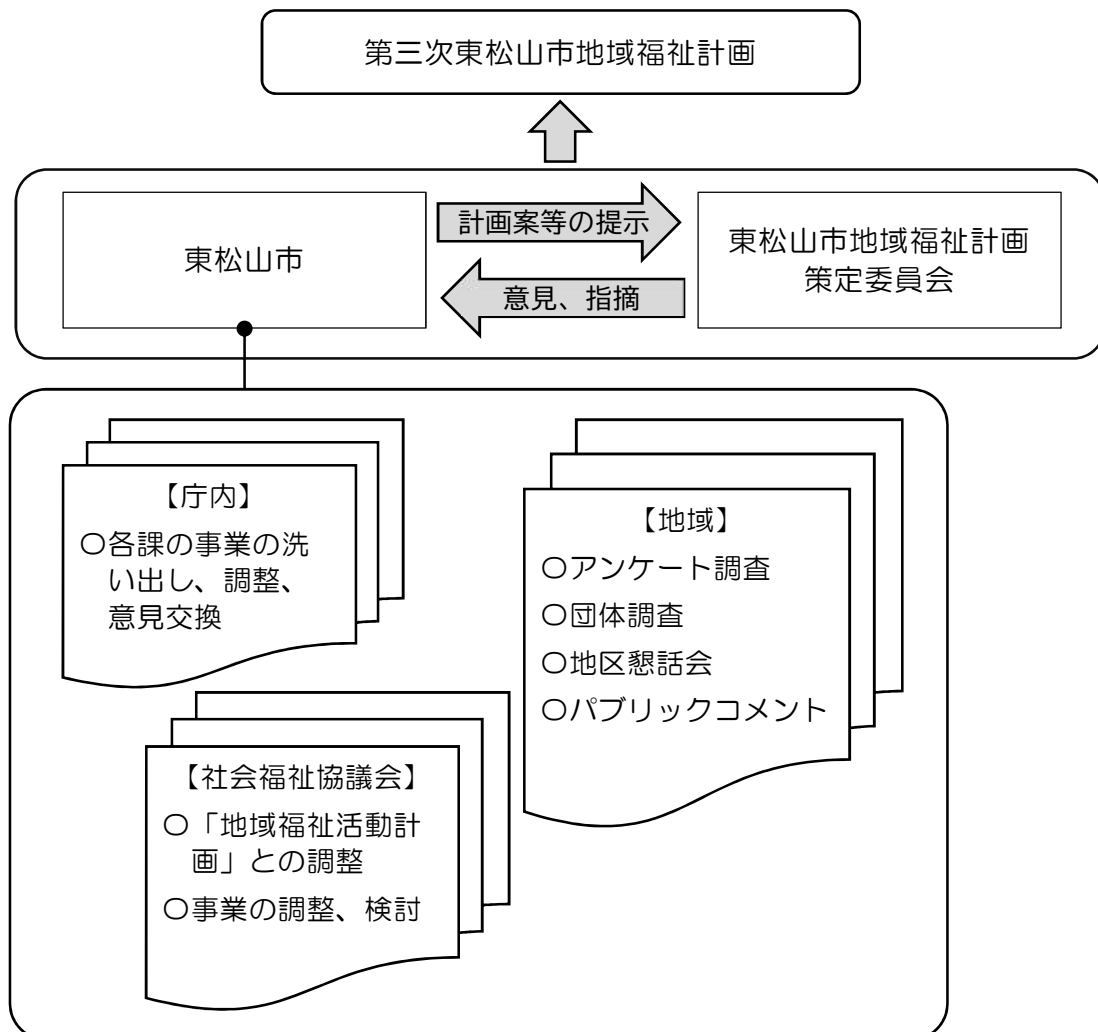 第三次東松山市地域福祉計画
東松山市
計画案等の提示
意見、指摘
東松山市地域福祉計画
策定委員会
【庁内】
〇各課の事業の洗
い出し、調整、
意見交換
【地域】
〇アンケート調査
〇団体調査
〇地区懇話会
〇パブリックコメント
【社会福祉協議会】
〇「地域福祉活動計
画」との調整
〇事業の調整、検討